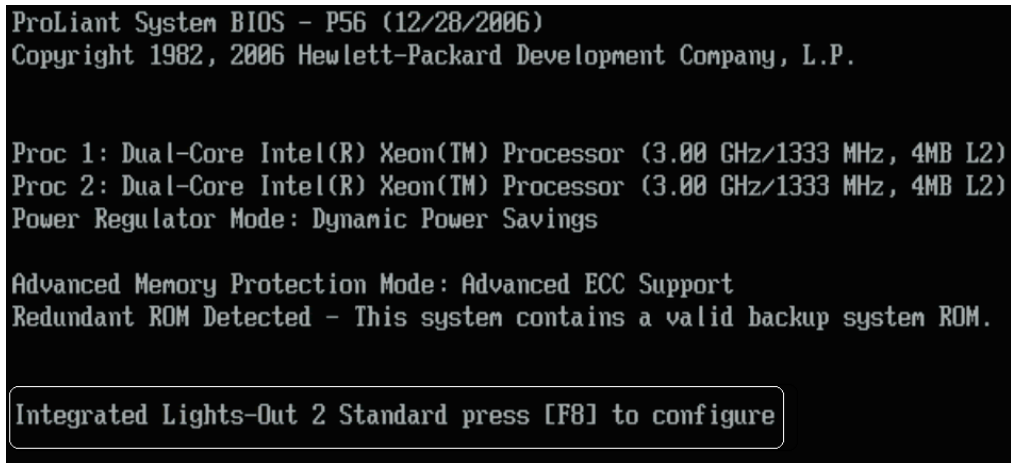 ProLiant System BIOS - P56 (12/28/2006)
Copyright 1982, 2006 Hewlett-Packard Development Company, L.P.
Proc 1: Dual-Core Intel(R) Xeon(TM) Processor (3.00 GHz/1333 MHz, 4MB L2)
Proc 2: Dual-Core Intel(R) Xeon(TM) Processor (3.00 GHz/1333 MHz, 4MB L2)
Power Regulator Mode: Dynamic Power Savings
Advanced Memory Protection Mode: Advanced ECC Support
Redundant ROM Detected - This system contains a valid backup system ROM.
Integrated Lights-Out 2 Standard press [F8] to configure